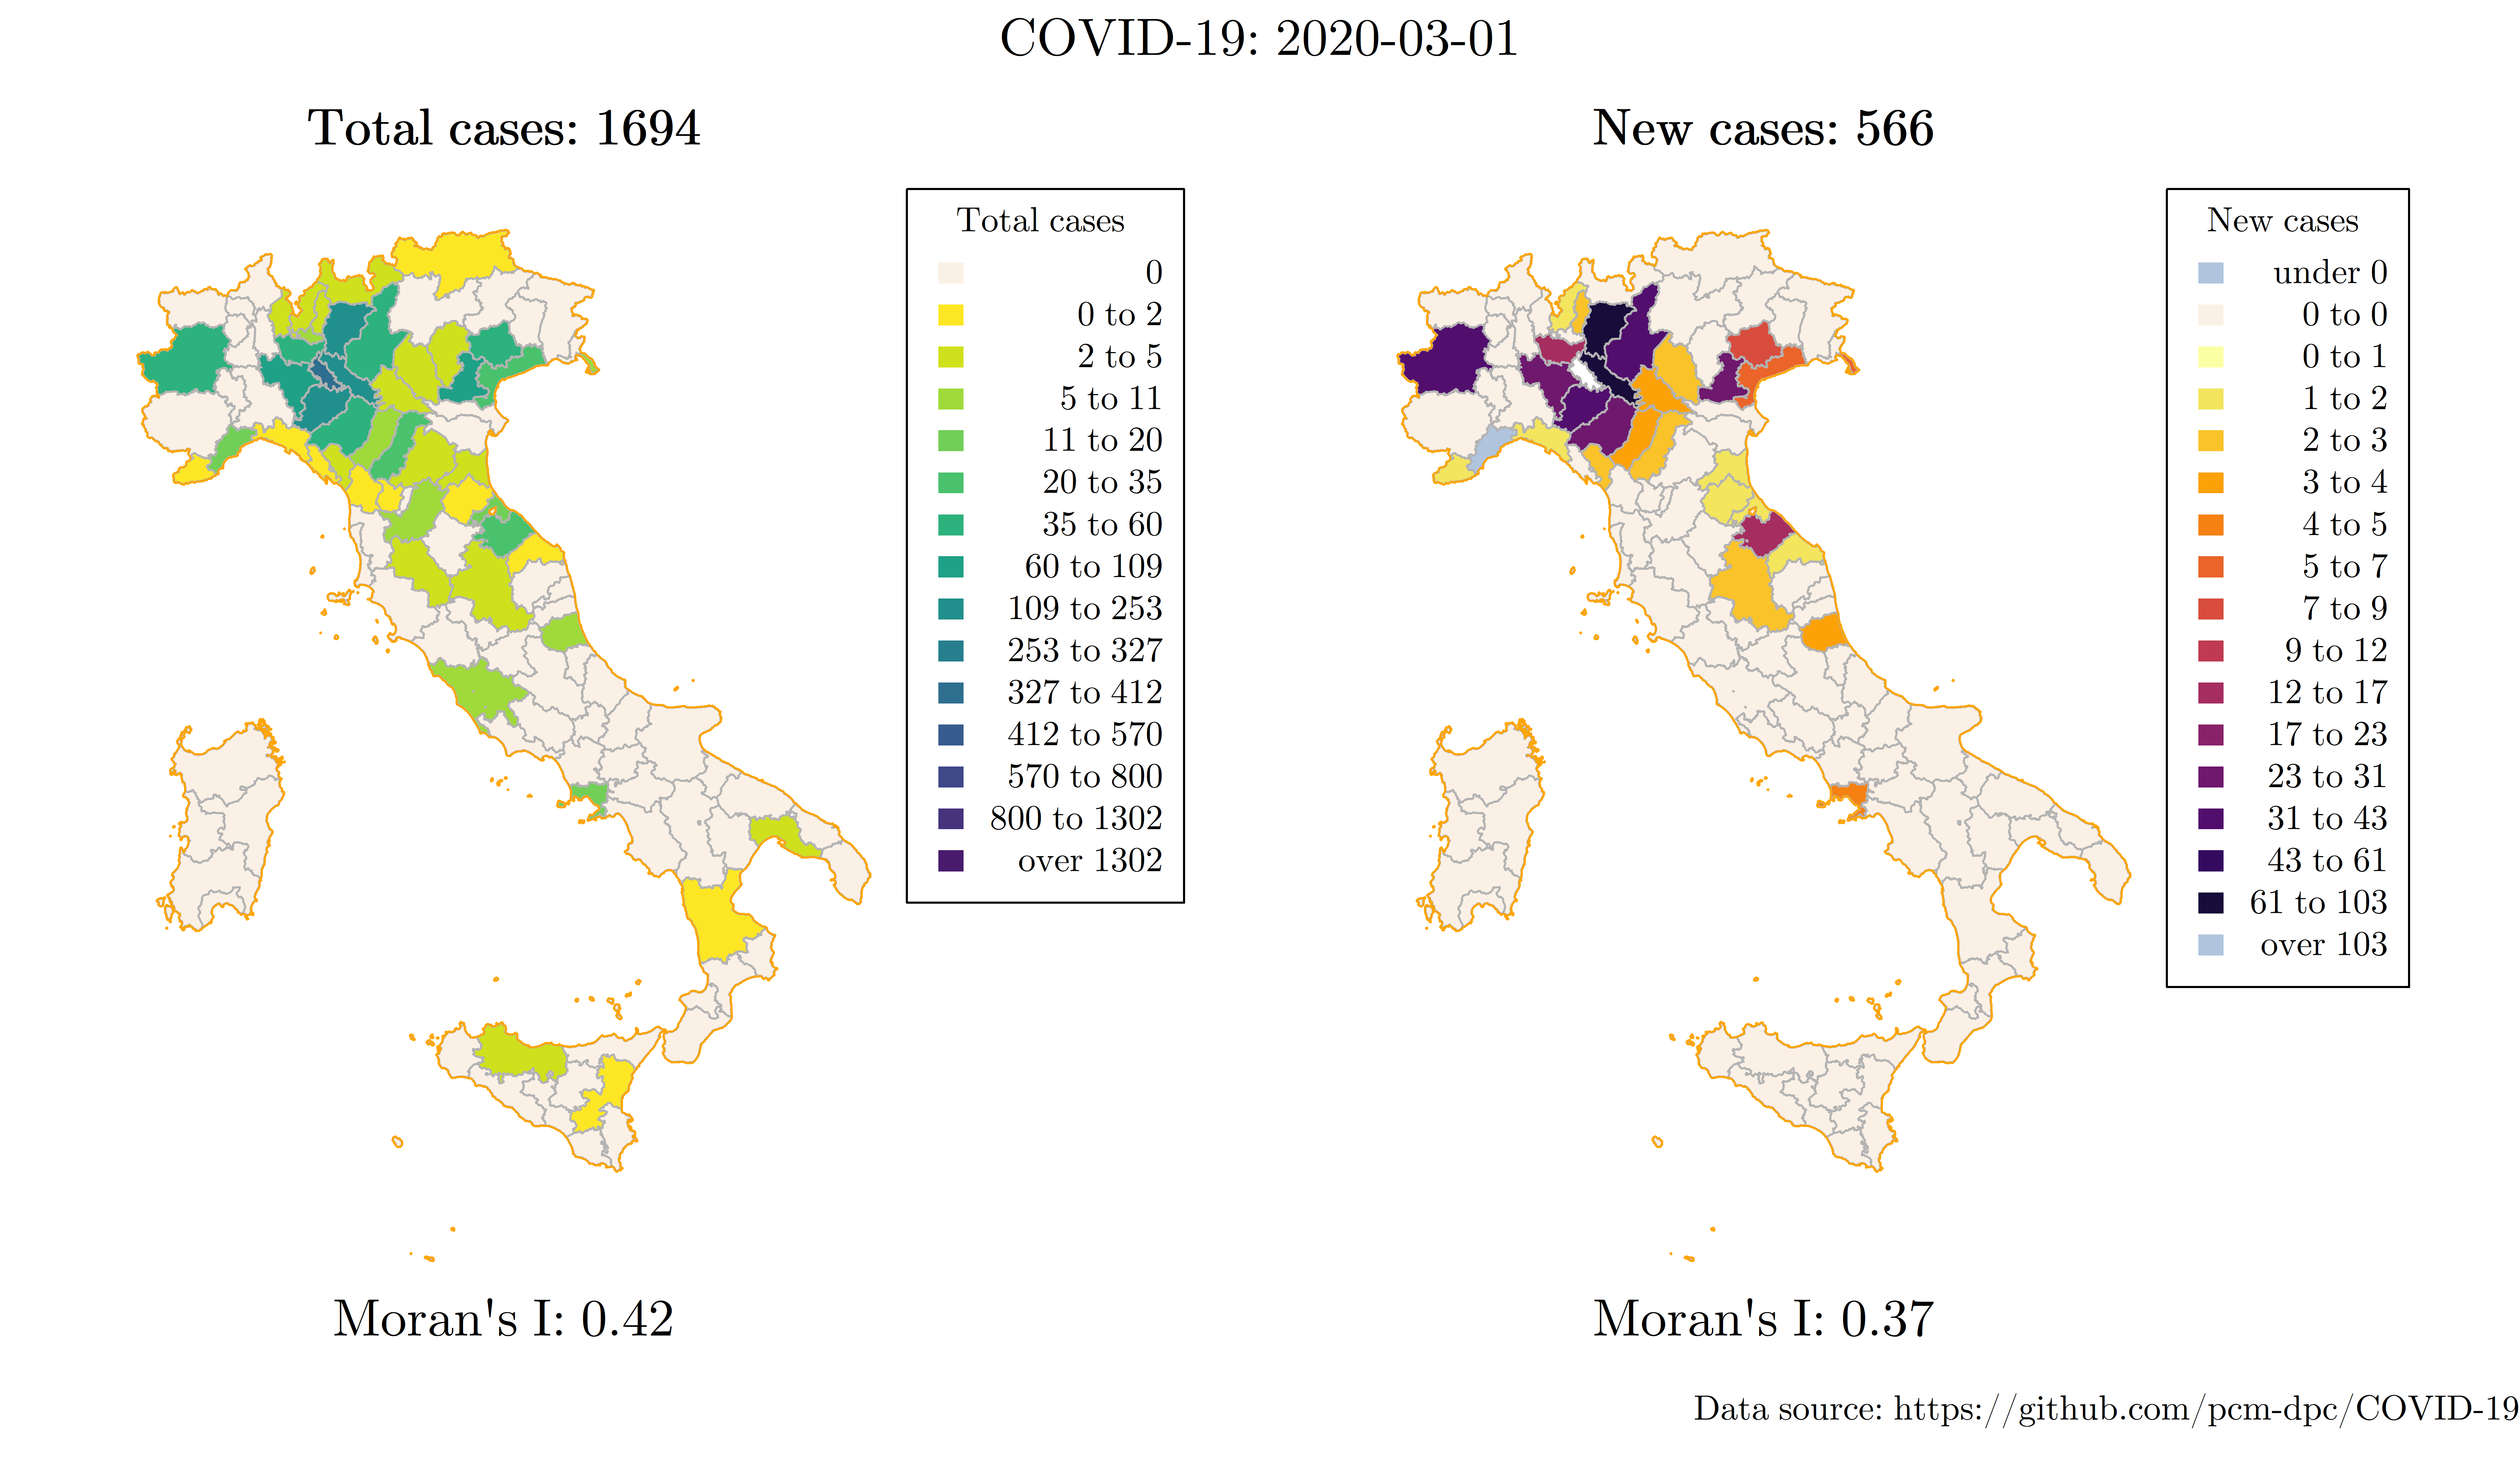 COVID-19: 2020-03-01
Total cases: 1694
Total cases
0
0 to 2
2 to 5
5 to 11
11 to 20
20 to 35
35 to 60
60 to 109
109 to 253
253 to 327
327 to 412
412 to 570
570 to 800
800 to 1302
over 1302
Moran's I: 0.42
New cases: 566
New cases
under 0
0 to 0
0 to 1
1 to 2
2 to 3
3 to 4
4 to 5
5 to 7
7 to 9
9 to 12
12 to 17
17 to 23
23 to 31
31 to 43
43 to 61
61 to 103
over 103
Moran's I: 0.37
Data source: https://github.com/pcm-dpc/COVID-19